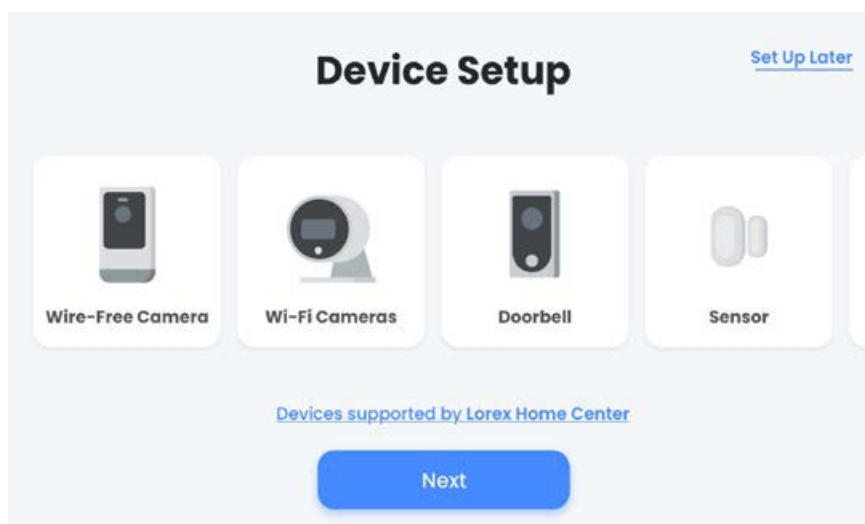 Device Setup
Set Up Later
Wire-Free Camera
Wi-Fi Cameras
Doorbell
Sensor
Devices supported by Lorex Home Center
Next